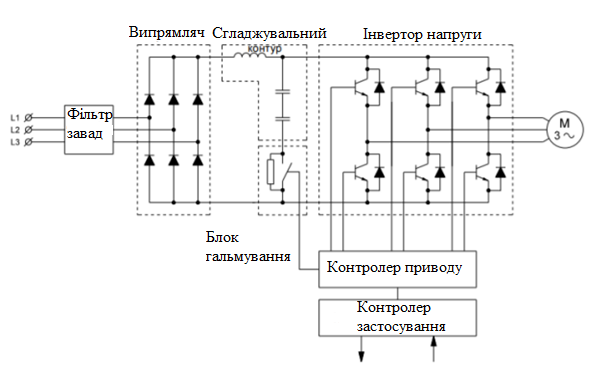 Випрямляч
Сгладжувальний
контур
Інвертор напруги
L1
L2
L3
Фільтр
завад
M
3 ~
Блок
гальмування
Контролер приводу
Контролер
застосування